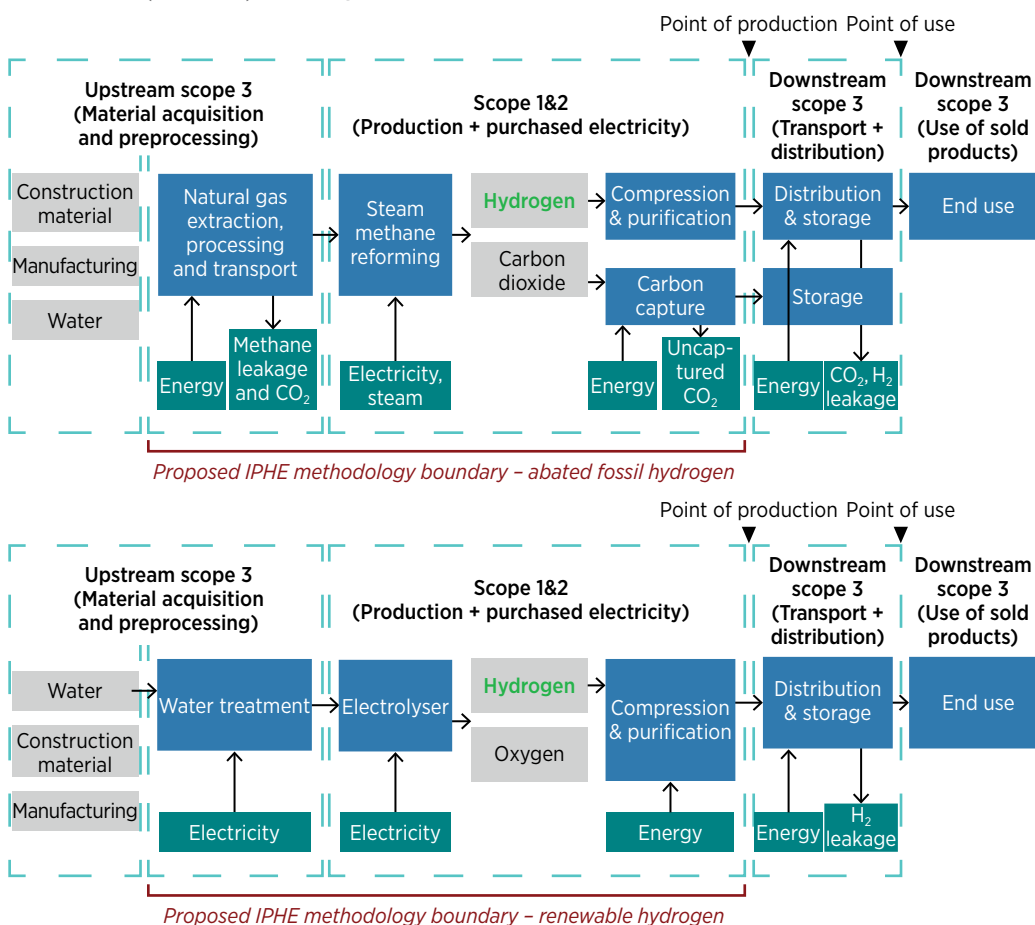 Point of production
Point of use
Upstream scope 3
(Material acquisition
and preprocessing)
Scope 1&2
(Production + purchased electricity)
Downstream
scope 3
(Transport +
distribution)
Downstream
scope 3
(Use of sold
products)
Construction
material
Manufacturing
Water
Natural gas
extraction,
processing
and transport
Steam
methane
reforming
Hydrogen
Carbon
dioxide
Compression
& purification
Carbon
capture
Distribution
& storage
Storage
End use
Energy
Methane
leakage
and CO₂
Electricity,
steam
Energy
Uncap-
tured
CO₂
Energy
CO₂, H₂
leakage
Proposed IPHE methodology boundary – abated fossil hydrogen
Point of production
Point of use
Upstream scope 3
(Material acquisition
and preprocessing)
Scope 1&2
(Production + purchased electricity)
Downstream
scope 3
(Transport +
distribution)
Downstream
scope 3
(Use of sold
products)
Water
Construction
material
Manufacturing
Water treatment
Electrolyser
Hydrogen
Oxygen
Compression
& purification
Distribution
& storage
End use
Electricity
Electricity
Energy
Energy
H₂
leakage
Proposed IPHE methodology boundary – renewable hydrogen